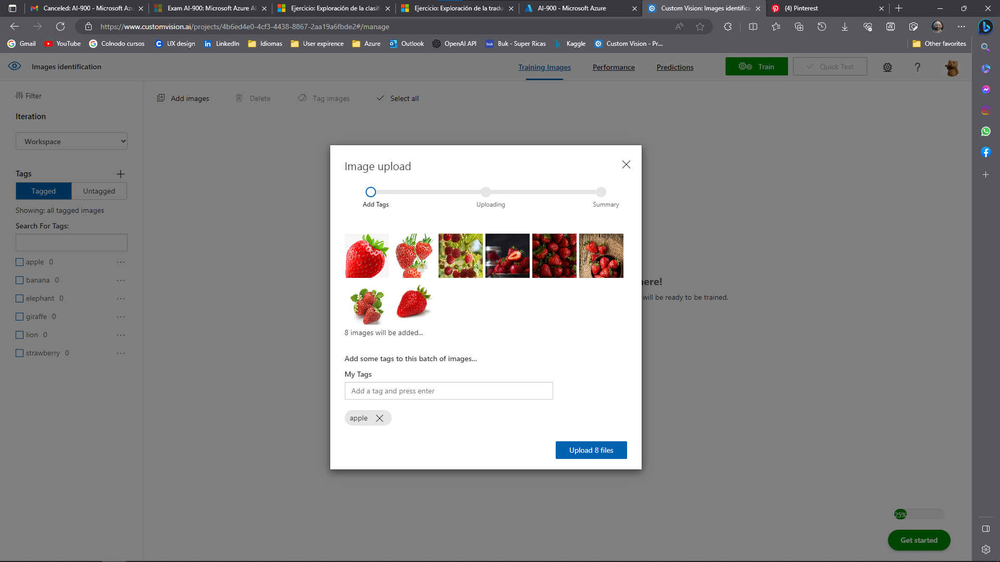 Canceled: AI-900 - Microsoft Azu
Exam AI-900: Microsoft Azure AI
Ejercicio: Exploración de la clasifi
Ejercicio: Exploración de la tradu
AI-900 - Microsoft Azure
Custom Vision: Images identifica
(4) Pinterest
https://www.customvision.ai/projects/4b6ed4e0-4cf3-4438-8867-2aa19a6fbde2#/manage
Gmail
YouTube
Colnodo cursos
UX design
LinkedIn
Idiomas
User expirence
Azure
Outlook
OpenAI API
Buk - Super Ricas
Kaggle
Custom Vision - Pr...
Other favorites
Images identification
Training Images
Performance
Predictions
Train
Quick Test
?
Filter
Add images
Delete
Tag images
Select all
Iteration
Workspace
Tags
Tagged
Untagged
Showing: all tagged images
Search For Tags:
apple 0
banana 0
elephant 0
giraffe 0
lion 0
strawberry 0
Image upload
Add Tags
Uploading
Summary
8 images will be added...
Add some tags to this batch of images...
My Tags
Add a tag and press enter
apple
Upload 8 files
here!
will be ready to be trained.
25%
Get started